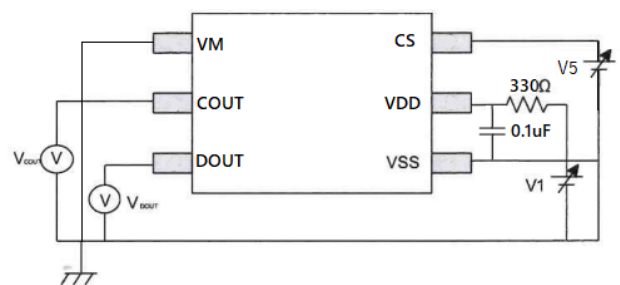 VM
CS
V5
COUT
VDD
330Ω
0.1uF
VCOUT
V
DOUT
VSS
V1
V
VDOUT